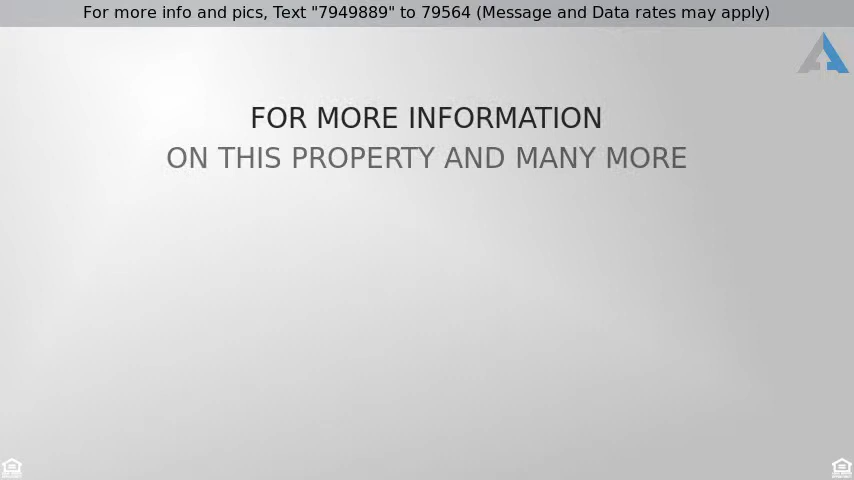 For more info and pics, Text "7949889" to 79564 (Message and Data rates may apply)
FOR MORE INFORMATION
ON THIS PROPERTY AND MANY MORE